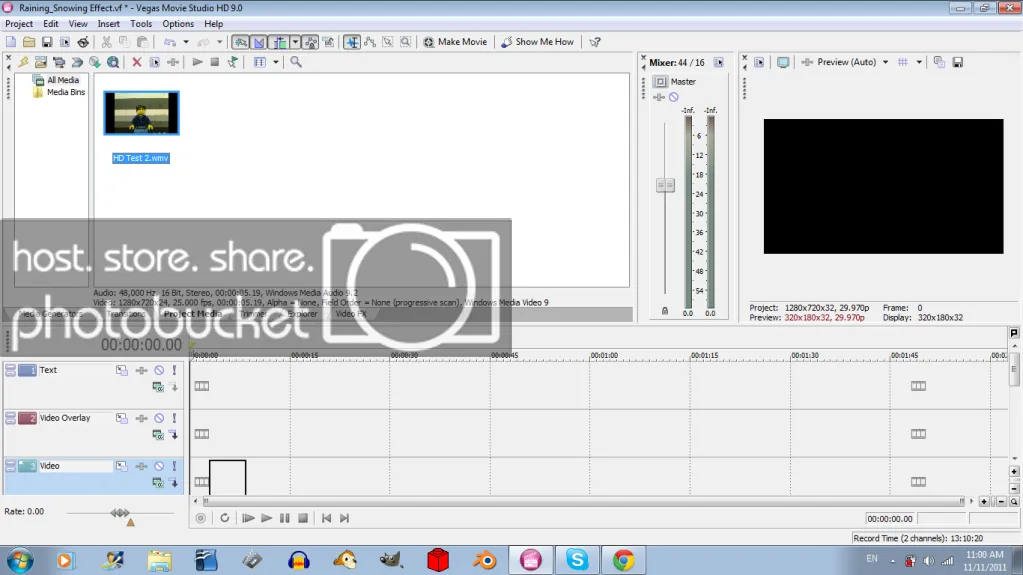 Raining_Snowing Effect.vf * - Vegas Movie Studio HD 9.0
Project Edit View Insert Tools Options Help
Make Movie Show Me How
All Media
Media Bins
HD Test 2.wmv
Mixer: 44 / 16
Master
-Inf. -Inf.
6
12
18
24
30
36
42
48
54
0.0 0.0
Preview (Auto)
host. store. share.
photobucket
Audio: 48,000 Hz, 16 Bit, Stereo, 00:00:05.19, Windows Media Audio 9.2
Video: 1280x720x24, 25.000 fps, 00:00:05.19, Alpha = None, Field Order = None (progressive scan), Windows Media Video 9
Media Generators Transitions Project Media Trimmer Explorer Video FX
Project: 1280x720x32, 29.970p Frame: 0
Preview: 320x180x32, 29.970p Display: 320x180x32
00:00:00.00
00:00:00 00:00:15 00:00:30 00:00:45 00:01:00 00:01:15 00:01:30 00:01:45 00:02:
1 Text
2 Video Overlay
3 Video
Rate: 0.00
00:00:00.00
Record Time (2 channels): 13:10:20
EN
11:00 AM
11/11/2011